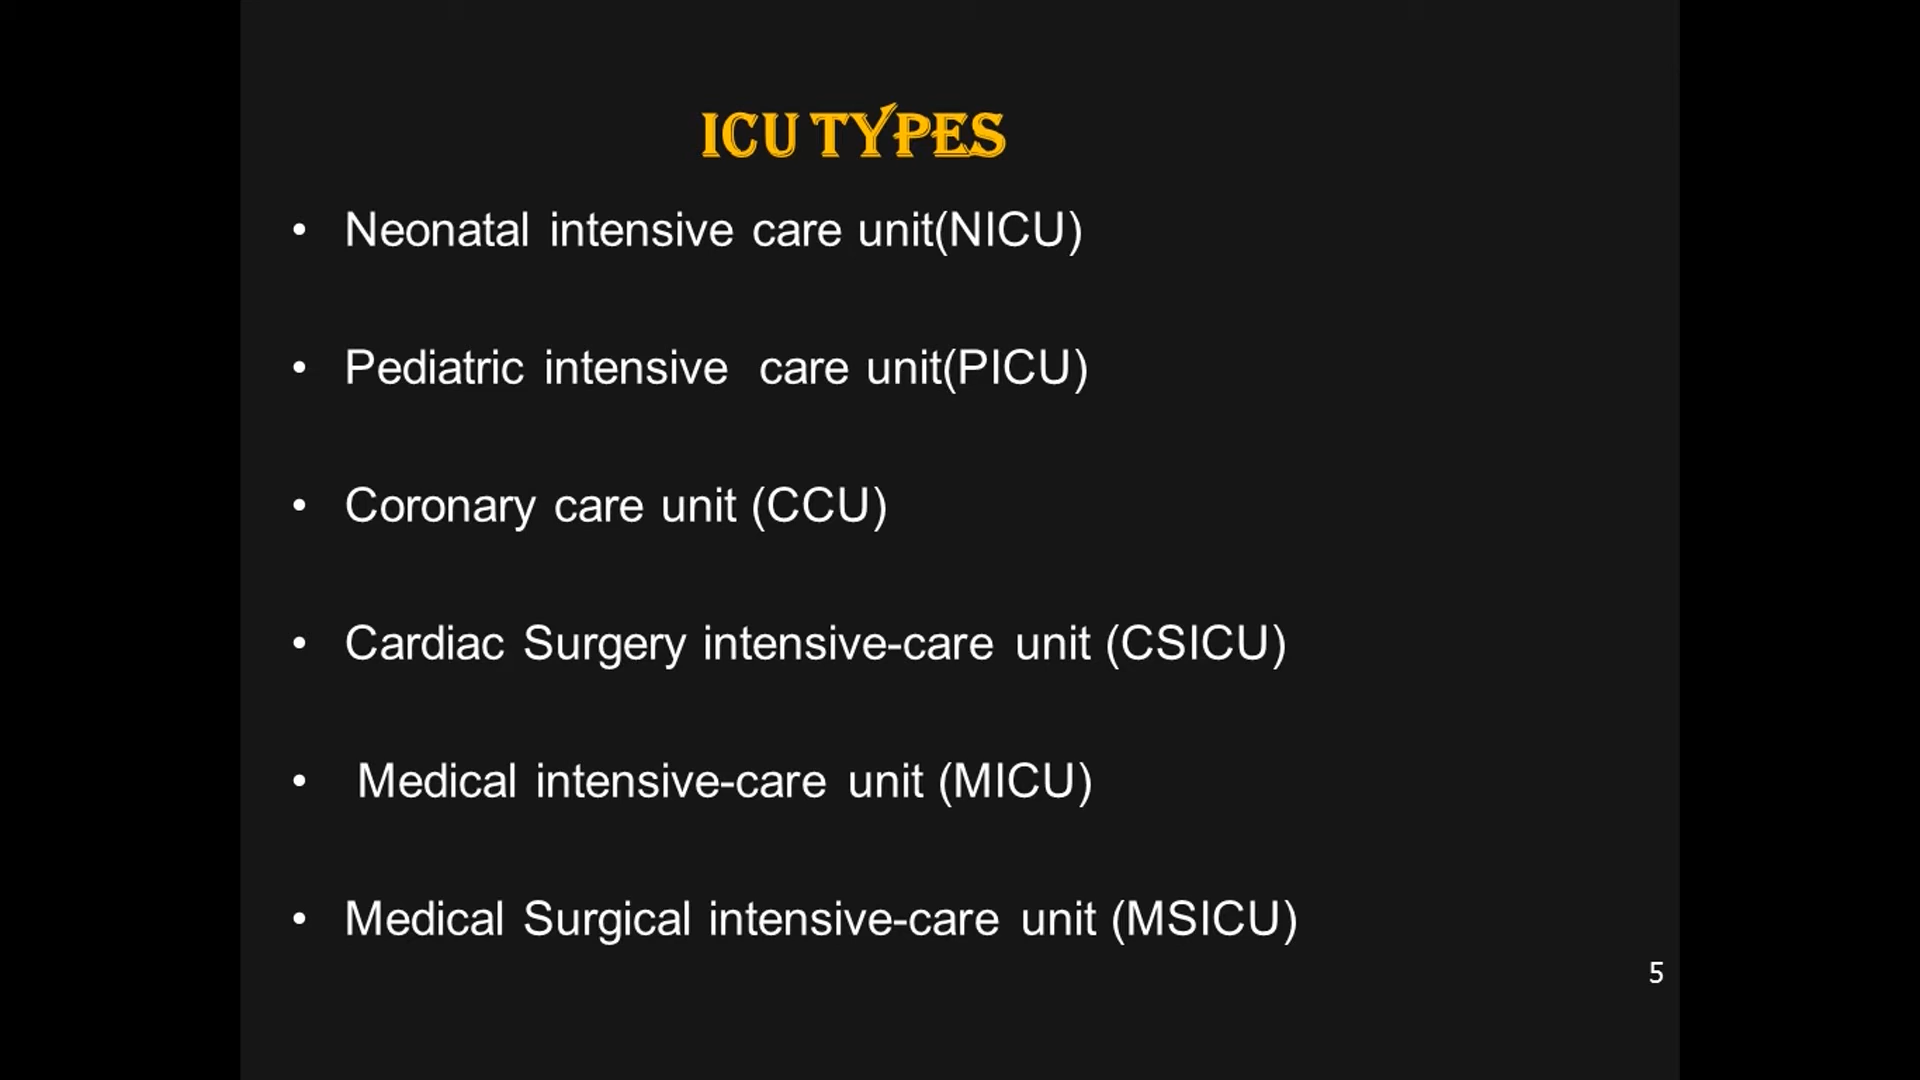 ICU TYPES
• Neonatal intensive care unit(NICU)
• Pediatric intensive care unit(PICU)
• Coronary care unit (CCU)
• Cardiac Surgery intensive-care unit (CSICU)
• Medical intensive-care unit (MICU)
• Medical Surgical intensive-care unit (MSICU)
5